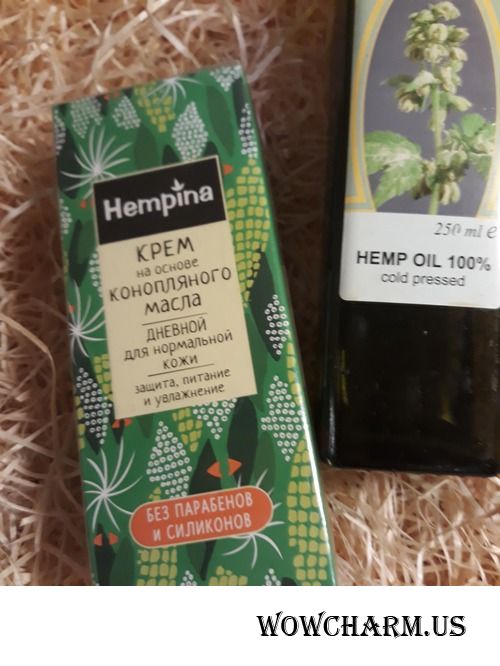 Hempina
КРЕМ
на основе
КОНОПЛЯНОГО
масла
ДНЕВНОЙ
для нормальной
кожи
защита, питание
и увлажнение
БЕЗ ПАРАБЕНОВ
И СИЛИКОНОВ
250 ml e
HEMP OIL 100%
cold pressed
WOWCHARM.US